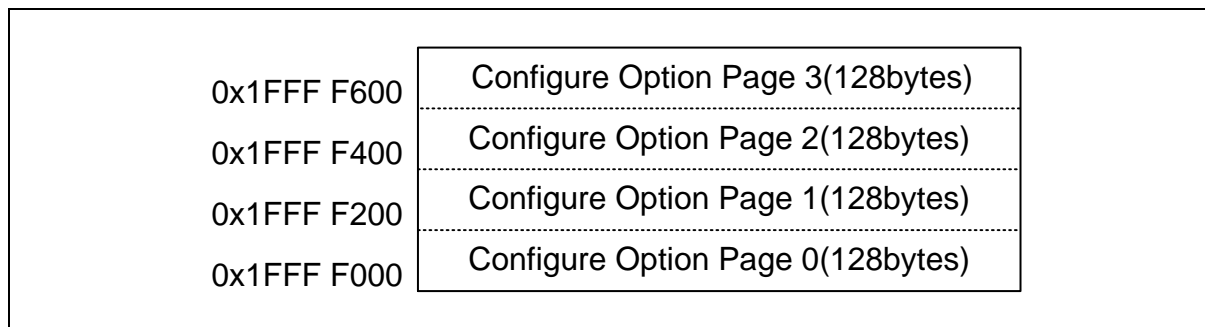 0x1FFF F600 Configure Option Page 3(128bytes)
0x1FFF F400 Configure Option Page 2(128bytes)
0x1FFF F200 Configure Option Page 1(128bytes)
0x1FFF F000 Configure Option Page 0(128bytes)